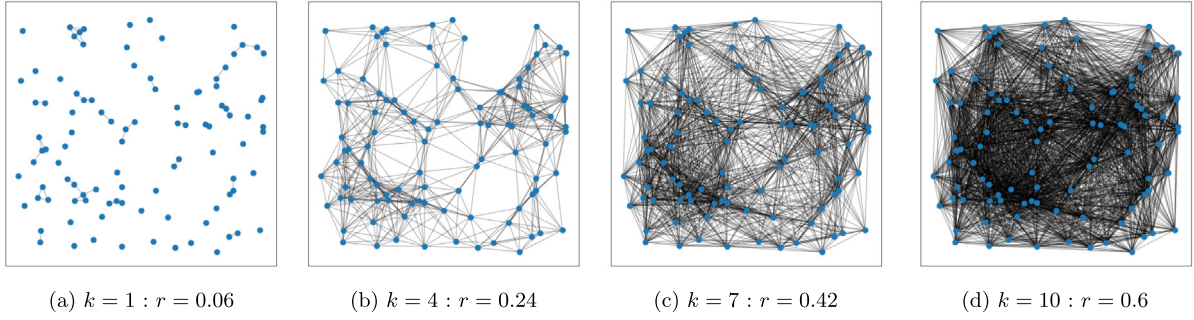 (a) k = 1 : r = 0.06 (b) k = 4 : r = 0.24 (c) k = 7 : r = 0.42 (d) k = 10 : r = 0.6